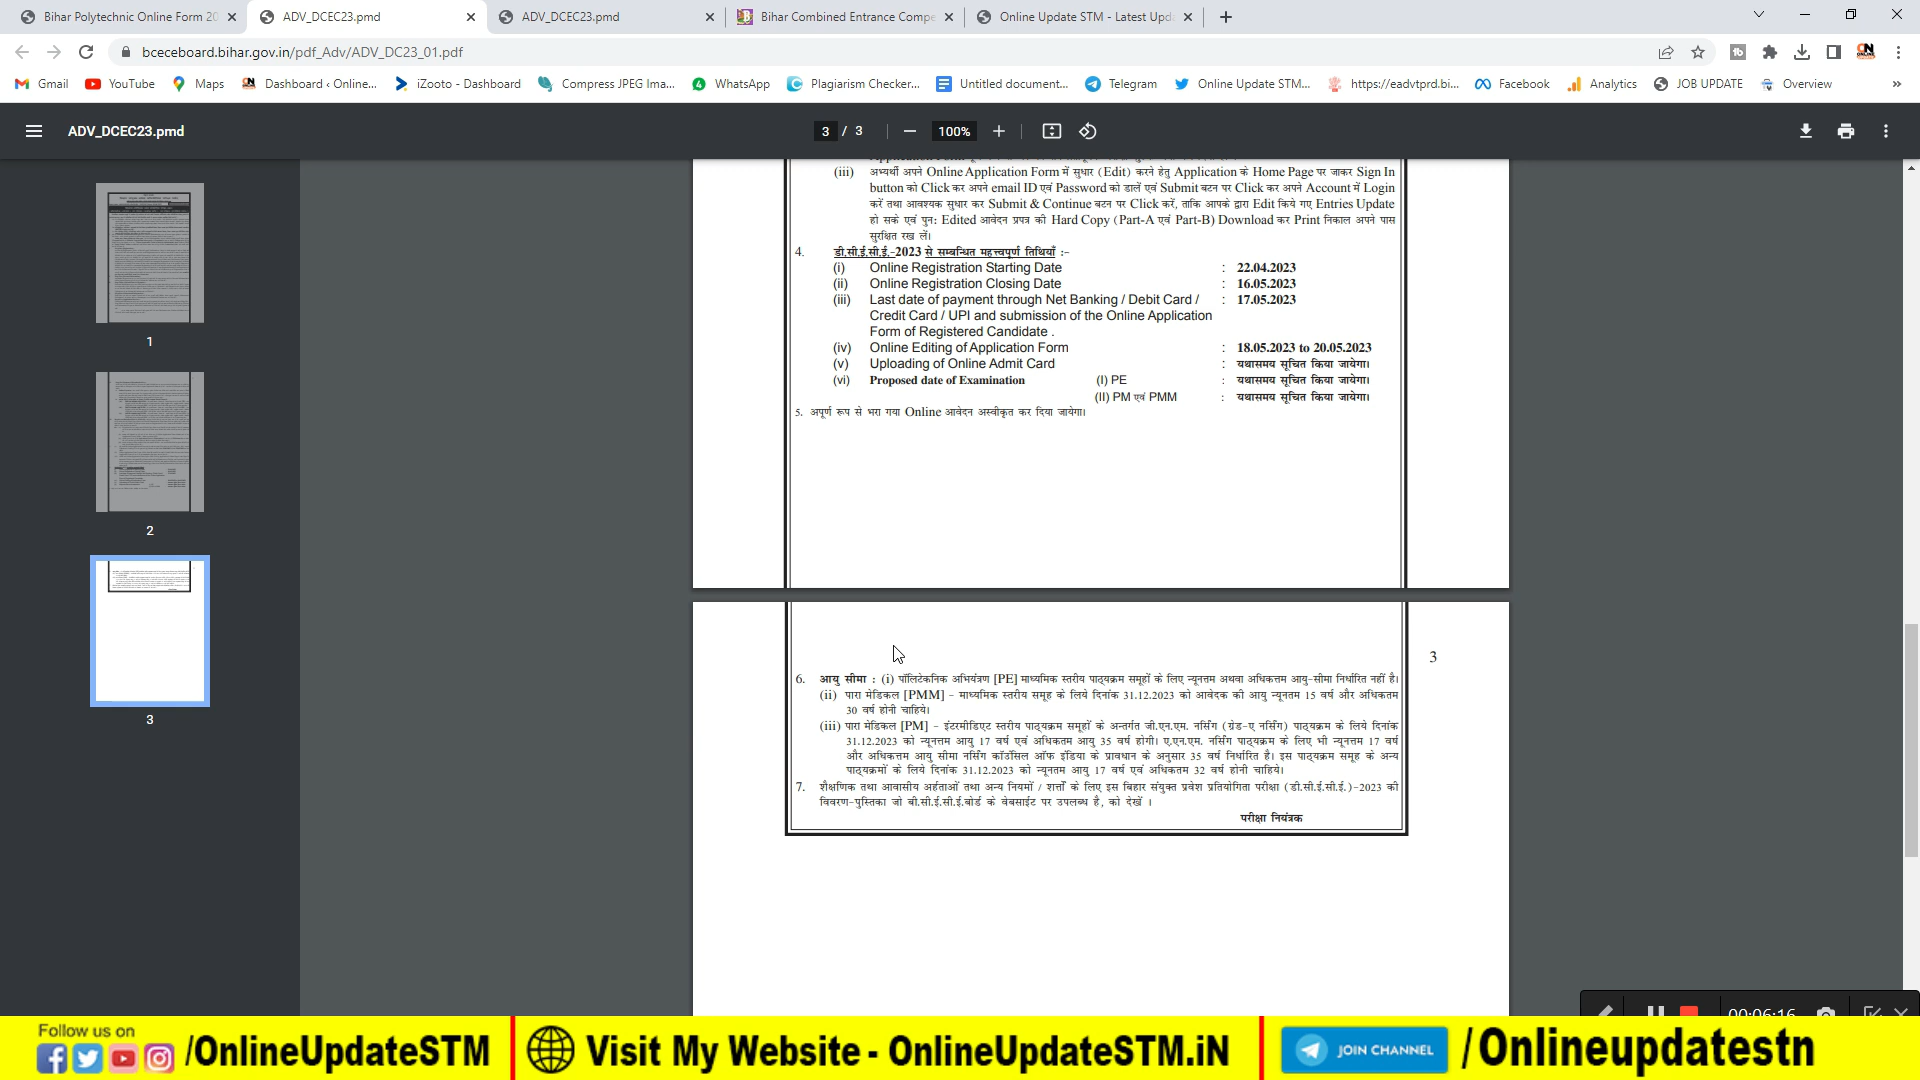 Bihar Polytechnic Online Form 20
ADV_DCEC23.pmd
ADV_DCEC23.pmd
Bihar Combined Entrance Compe
Online Update STM - Latest Upda
bceceboard.bihar.gov.in/pdf_Adv/ADV_DC23_01.pdf
Gmail
YouTube
Maps
Dashboard ‹ Online...
iZooto - Dashboard
Compress JPEG Ima...
WhatsApp
Plagiarism Checker...
Untitled document...
Telegram
Online Update STM...
https://eadvtprd.bi...
Facebook
Analytics
JOB UPDATE
Overview
»
ADV_DCEC23.pmd
3 / 3
100%
1
2
3
(iii) अभ्यर्थी अपने Online Application Form में सुधार (Edit) करने हेतु Application के Home Page पर जाकर Sign In
button को Click कर अपने email ID एवं Password को डालें एवं Submit बटन पर Click कर अपने Account में Login
करें तथा आवश्यक सुधार कर Submit & Continue बटन पर Click करें, ताकि आपके द्वारा Edit किये गए Entries Update
हो सके एवं पुन: Edited आवेदन प्रपत्र की Hard Copy (Part-A एवं Part-B) Download कर Print निकाल अपने पास
सुरक्षित रख लें।
4. डी.सी.ई.सी.ई.-2023 से सम्बन्धित महत्त्वपूर्ण तिथियाँ :-
(i) Online Registration Starting Date : 22.04.2023
(ii) Online Registration Closing Date : 16.05.2023
(iii) Last date of payment through Net Banking / Debit Card / : 17.05.2023
Credit Card / UPI and submission of the Online Application
Form of Registered Candidate .
(iv) Online Editing of Application Form : 18.05.2023 to 20.05.2023
(v) Uploading of Online Admit Card : यथासमय सूचित किया जायेगा।
(vi) Proposed date of Examination (I) PE : यथासमय सूचित किया जायेगा।
(II) PM एवं PMM : यथासमय सूचित किया जायेगा।
5. अपूर्ण रूप से भरा गया Online आवेदन अस्वीकृत कर दिया जायेगा।
3
6. आयु सीमा : (i) पॉलिटेकनिक अभियंत्रण [PE] माध्यमिक स्तरीय पाठ्यक्रम समूहों के लिए न्यूनत्तम अथवा अधिकत्तम आयु-सीमा निर्धारित नहीं है।
(ii) पारा मेडिकल [PMM] - माध्यमिक स्तरीय समूह के लिये दिनांक 31.12.2023 को आवेदक की आयु न्यूनतम 15 वर्ष और अधिकतम
30 वर्ष होनी चाहिये।
(iii) पारा मेडिकल [PM] - इंटरमीडिएट स्तरीय पाठ्यक्रम समूहों के अन्तर्गत जी.एन.एम. नर्सिंग (ग्रेड-ए नर्सिंग) पाठ्यक्रम के लिये दिनांक
31.12.2023 को न्यूनत्तम आयु 17 वर्ष एवं अधिकतम आयु 35 वर्ष होगी। ए.एन.एम. नर्सिंग पाठ्यक्रम के लिए भी न्यूनत्तम 17 वर्ष
और अधिकत्तम आयु सीमा नर्सिंग कॉउंसिल ऑफ इंडिया के प्रावधान के अनुसार 35 वर्ष निर्धारित है। इस पाठ्यक्रम समूह के अन्य
पाठ्यक्रमों के लिये दिनांक 31.12.2023 को न्यूनतम आयु 17 वर्ष एवं अधिकतम 32 वर्ष होनी चाहिये।
7. शैक्षणिक तथा आवासीय अर्हताओं तथा अन्य नियमों / शर्त्तों के लिए इस बिहार संयुक्त प्रवेश प्रतियोगिता परीक्षा (डी.सी.ई.सी.ई.)-2023 की
विवरण-पुस्तिका जो बी.सी.ई.सी.ई.बोर्ड के वेबसाईट पर उपलब्ध है, को देखें ।
परीक्षा नियंत्रक
00:06:16
Follow us on
/OnlineUpdateSTM
Visit My Website - OnlineUpdateSTM.iN
JOIN CHANNEL
/Onlineupdatestn